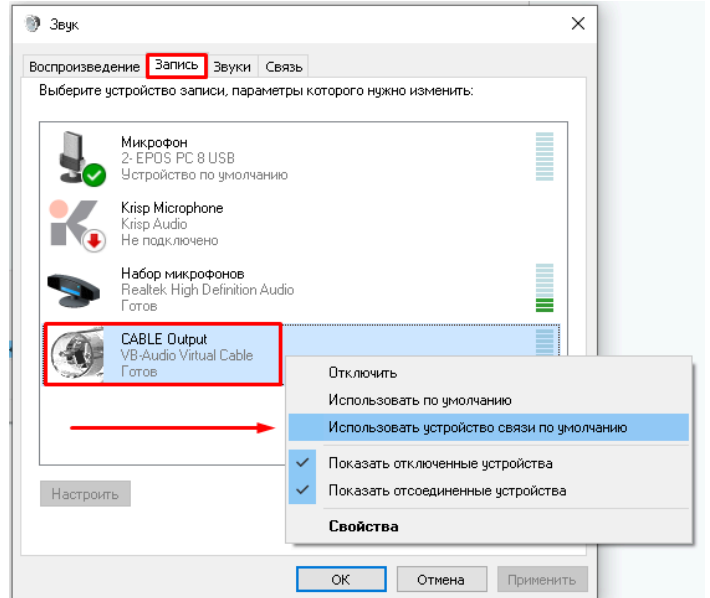 Звук
Воспроизведение Запись Звуки Связь
Выберите устройство записи, параметры которого нужно изменить:
Микрофон
2- EPOS PC 8 USB
Устройство по умолчанию
Krisp Microphone
Krisp Audio
Не подключено
Набор микрофонов
Realtek High Definition Audio
Готов
CABLE Output
VB-Audio Virtual Cable
Готов
Отключить
Использовать по умолчанию
Использовать устройство связи по умолчанию
Показать отключенные устройства
Показать отсоединенные устройства
Свойства
Настроить
ОК Отмена Применить